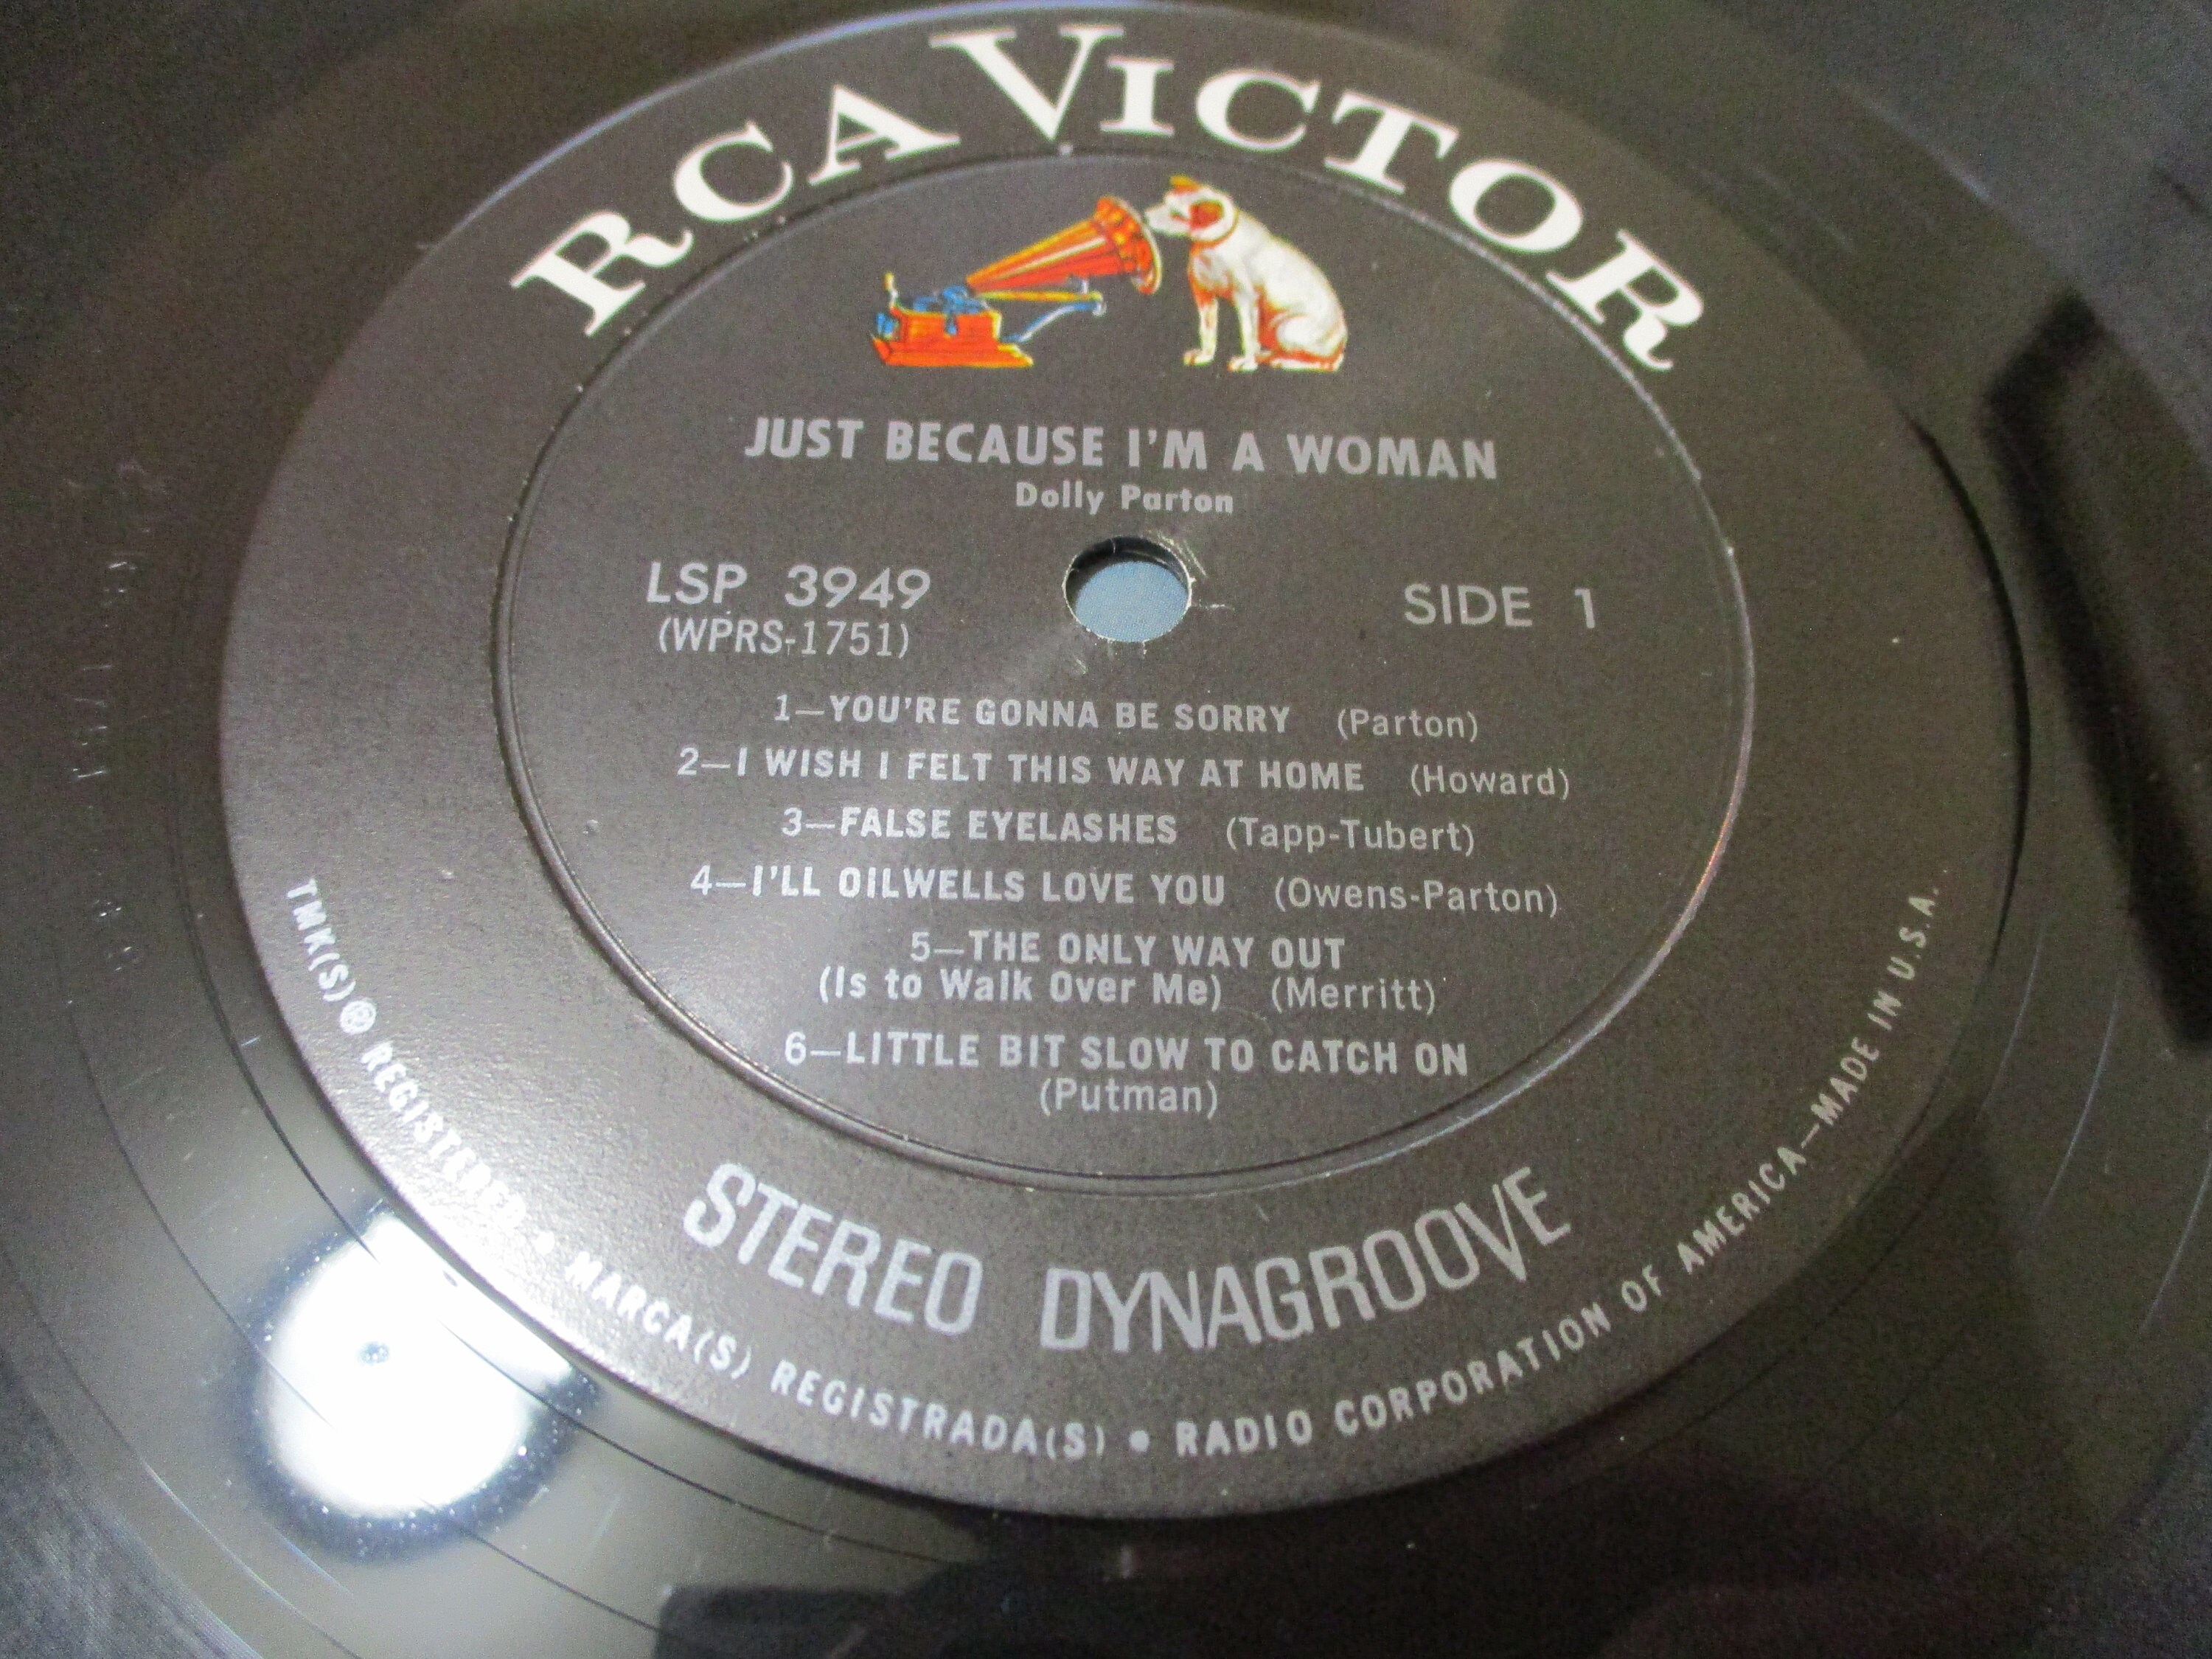 RCA VICTOR
JUST BECAUSE I'M A WOMAN
Dolly Parton
LSP 3949
(WPRS-1751)
SIDE 1
1—YOU'RE GONNA BE SORRY (Parton)
2—I WISH I FELT THIS WAY AT HOME (Howard)
3—FALSE EYELASHES (Tapp-Tubert)
4—I'LL OILWELLS LOVE YOU (Owens-Parton)
5—THE ONLY WAY OUT
(Is to Walk Over Me) (Merritt)
6—LITTLE BIT SLOW TO CATCH ON
(Putman)
STEREO DYNAGROOVE
TMK(S) ® REGISTERED • MARCA(S) REGISTRADA(S) • RADIO CORPORATION OF AMERICA—MADE IN U.S.A.